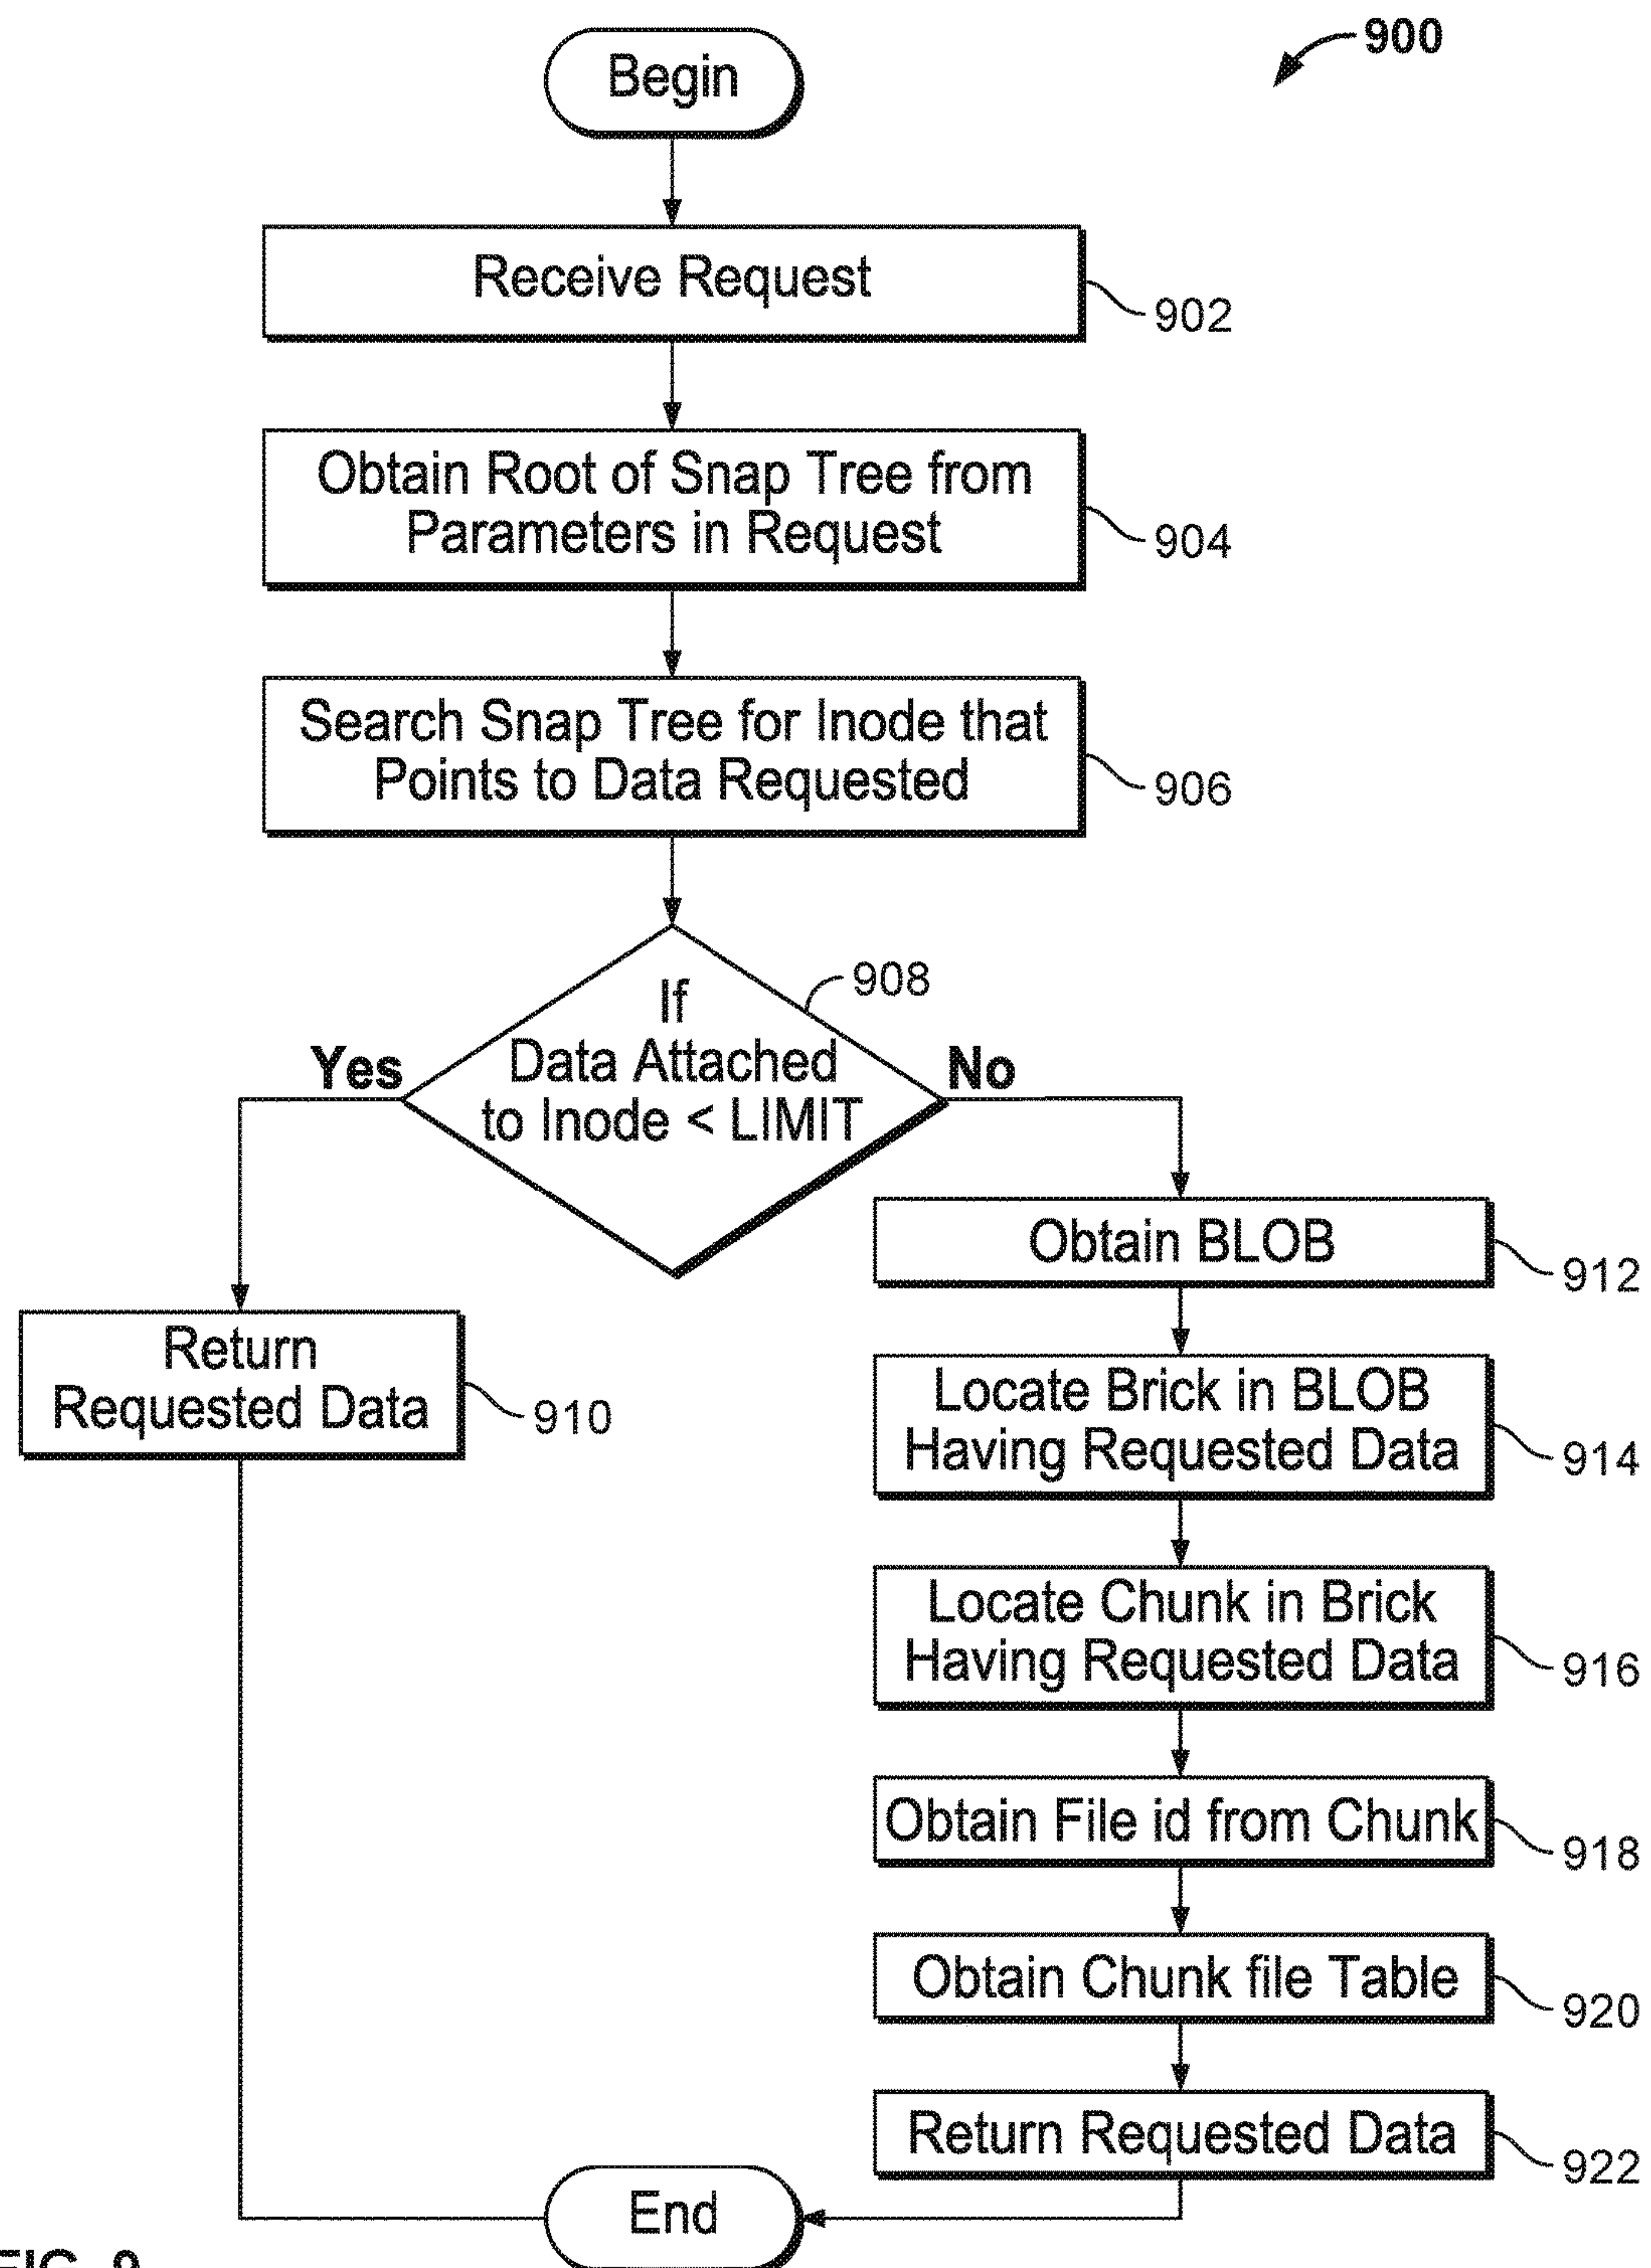 900
Begin
Receive Request
902
Obtain Root of Snap Tree from
Parameters in Request
904
Search Snap Tree for Inode that
Points to Data Requested
906
908
If
Data Attached
to Inode < LIMIT
Yes
No
Obtain BLOB
912
Return
Requested Data
910
Locate Brick in BLOB
Having Requested Data
914
Locate Chunk in Brick
Having Requested Data
916
Obtain File id from Chunk
918
Obtain Chunk file Table
920
Return Requested Data
922
End
FIG. 9